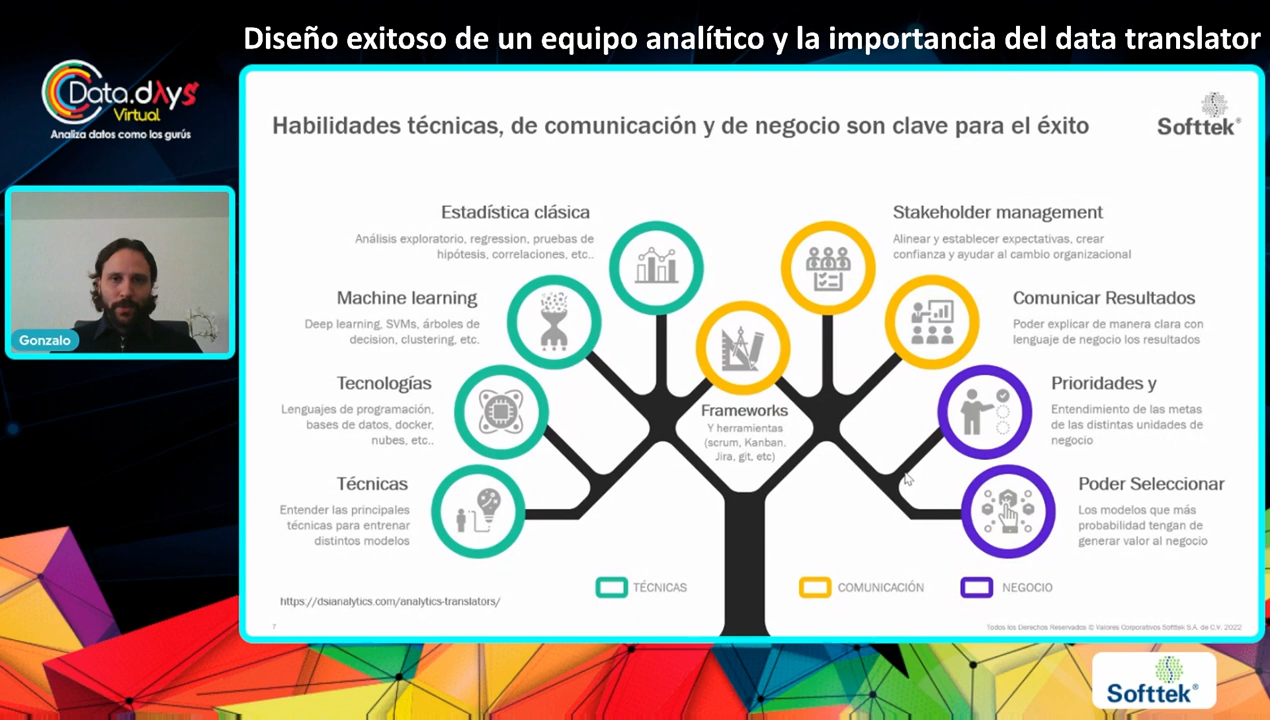 Diseño exitoso de un equipo analítico y la importancia del data translator
Data.dAys
Virtual
Analiza datos como los gurús
Gonzalo
Habilidades técnicas, de comunicación y de negocio son clave para el éxito
Softtek®
Estadística clásica
Análisis exploratorio, regression, pruebas de
hipótesis, correlaciones, etc..
Machine learning
Deep learning, SVMs, árboles de
decision, clustering, etc.
Tecnologías
Lenguajes de programación,
bases de datos, docker,
nubes, etc..
Técnicas
Entender las principales
técnicas para entrenar
distintos modelos
Frameworks
Y herramientas
(scrum, Kanban,
Jira, git, etc)
Stakeholder management
Alinear y establecer expectativas, crear
confianza y ayudar al cambio organizacional
Comunicar Resultados
Poder explicar de manera clara con
lenguaje de negocio los resultados
Prioridades y
Entendimiento de las metas
de las distintas unidades de
negocio
Poder Seleccionar
Los modelos que más
probabilidad tengan de
generar valor al negocio
TÉCNICAS
COMUNICACIÓN
NEGOCIO
https://dsianalytics.com/analytics-translators/
7
Todos los Derechos Reservados © Valores Corporativos Softtek S.A. de C.V. 2022
Softtek®